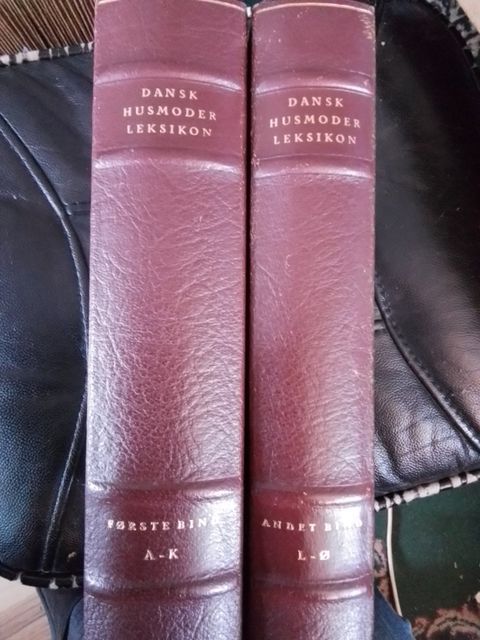 DANSK
HUSMODER
LEKSIKON
FØRSTE BIND
A-K
DANSK
HUSMODER
LEKSIKON
ANDET BIND
L-Ø